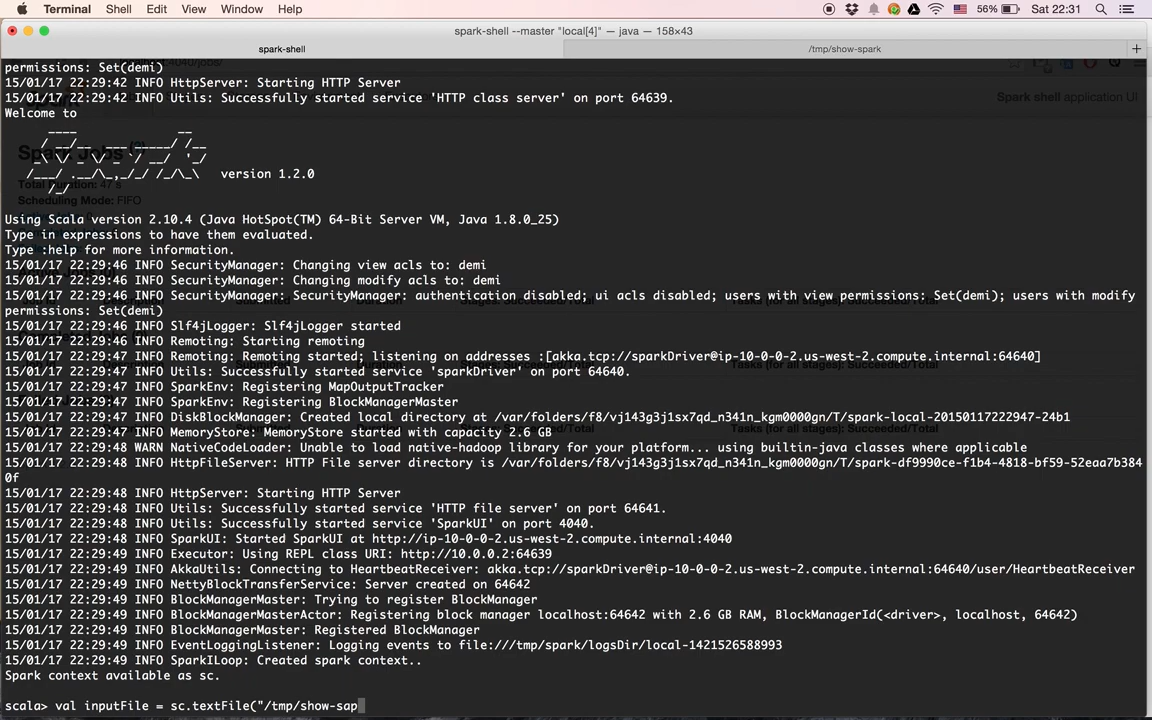 Terminal Shell Edit View Window Help 56% Sat 22:31
spark-shell --master "local[4]" — java — 158×43
spark-shell /tmp/show-spark
permissions: Set(demi)
15/01/17 22:29:42 INFO HttpServer: Starting HTTP Server
15/01/17 22:29:42 INFO Utils: Successfully started service 'HTTP class server' on port 64639.
Spark shell application UI
Welcome to
Spark Jobs
version 1.2.0
Total Duration: 47 s
Scheduling Mode: FIFO
Using Scala version 2.10.4 (Java HotSpot(TM) 64-Bit Server VM, Java 1.8.0_25)
Type in expressions to have them evaluated.
Type :help for more information.
15/01/17 22:29:46 INFO SecurityManager: Changing view acls to: demi
15/01/17 22:29:46 INFO SecurityManager: Changing modify acls to: demi
15/01/17 22:29:46 INFO SecurityManager: SecurityManager: authentication disabled; ui acls disabled; users with view permissions: Set(demi); users with modify
permissions: Set(demi)
15/01/17 22:29:46 INFO Slf4jLogger: Slf4jLogger started
15/01/17 22:29:46 INFO Remoting: Starting remoting
15/01/17 22:29:47 INFO Remoting: Remoting started; listening on addresses :[akka.tcp://sparkDriver@ip-10-0-0-2.us-west-2.compute.internal:64640]
15/01/17 22:29:47 INFO Utils: Successfully started service 'sparkDriver' on port 64640.
15/01/17 22:29:47 INFO SparkEnv: Registering MapOutputTracker
15/01/17 22:29:47 INFO SparkEnv: Registering BlockManagerMaster
15/01/17 22:29:47 INFO DiskBlockManager: Created local directory at /var/folders/f8/vj143g3j1sx7qd_n341n_kgm0000gn/T/spark-local-20150117222947-24b1
15/01/17 22:29:47 INFO MemoryStore: MemoryStore started with capacity 2.6 GB
15/01/17 22:29:48 WARN NativeCodeLoader: Unable to load native-hadoop library for your platform... using builtin-java classes where applicable
15/01/17 22:29:48 INFO HttpFileServer: HTTP File server directory is /var/folders/f8/vj143g3j1sx7qd_n341n_kgm0000gn/T/spark-df9990ce-f1b4-4818-bf59-52eaa7b384
0f
15/01/17 22:29:48 INFO HttpServer: Starting HTTP Server
15/01/17 22:29:48 INFO Utils: Successfully started service 'HTTP file server' on port 64641.
15/01/17 22:29:48 INFO Utils: Successfully started service 'SparkUI' on port 4040.
15/01/17 22:29:48 INFO SparkUI: Started SparkUI at http://ip-10-0-0-2.us-west-2.compute.internal:4040
15/01/17 22:29:49 INFO Executor: Using REPL class URI: http://10.0.0.2:64639
15/01/17 22:29:49 INFO AkkaUtils: Connecting to HeartbeatReceiver: akka.tcp://sparkDriver@ip-10-0-0-2.us-west-2.compute.internal:64640/user/HeartbeatReceiver
15/01/17 22:29:49 INFO NettyBlockTransferService: Server created on 64642
15/01/17 22:29:49 INFO BlockManagerMaster: Trying to register BlockManager
15/01/17 22:29:49 INFO BlockManagerMasterActor: Registering block manager localhost:64642 with 2.6 GB RAM, BlockManagerId(<driver>, localhost, 64642)
15/01/17 22:29:49 INFO BlockManagerMaster: Registered BlockManager
15/01/17 22:29:49 INFO EventLoggingListener: Logging events to file:///tmp/spark/logsDir/local-1421526588993
15/01/17 22:29:49 INFO SparkILoop: Created spark context..
Spark context available as sc.
scala> val inputFile = sc.textFile("/tmp/show-sap